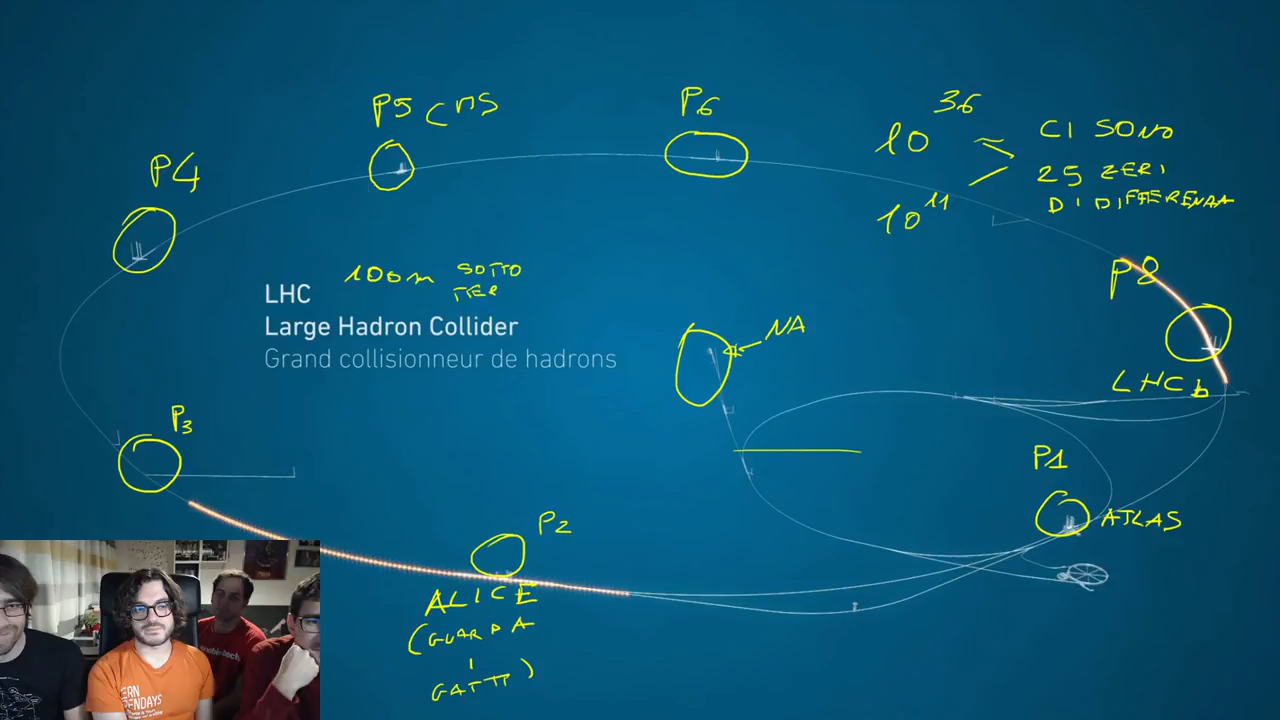 P5 CMS
P6
10^36
10^11
CI SONO
25 ZERI
DI DIFFERENZA
P4
P8
100m SOTTO
TER
LHC
Large Hadron Collider
Grand collisionneur de hadrons
NA
LHCb
P3
P1
ATLAS
P2
ALICE
(GUARDA
I
GATTI)